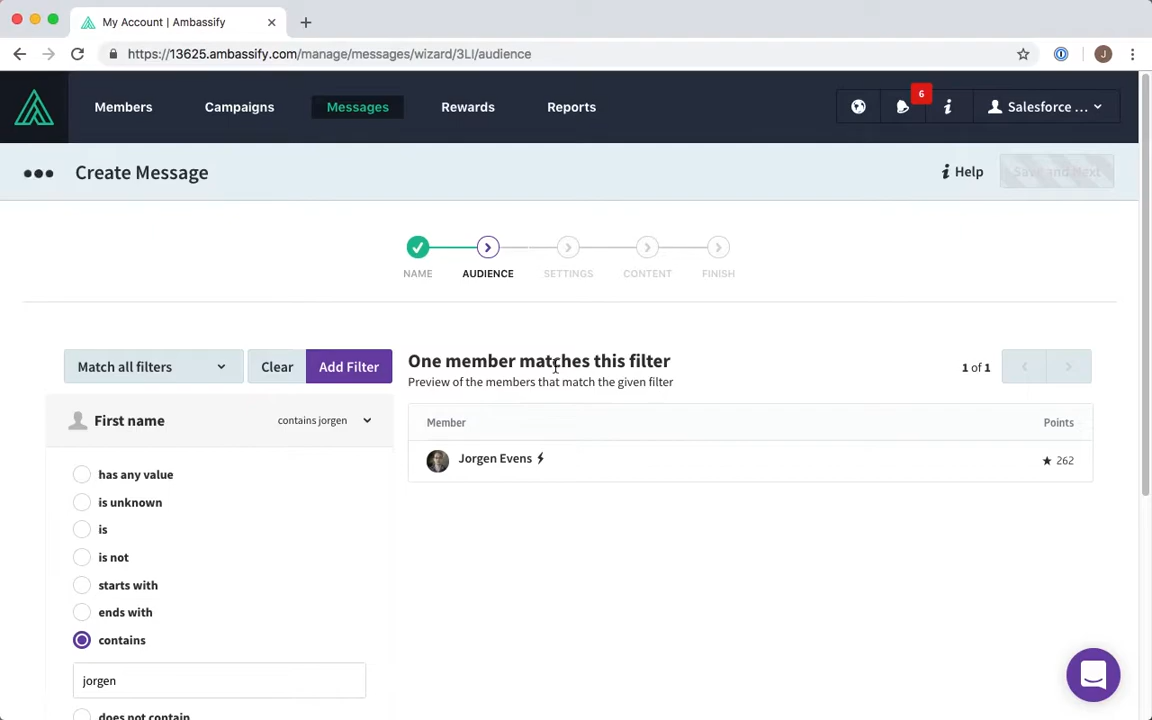 My Account | Ambassify
https://13625.ambassify.com/manage/messages/wizard/3LI/audience
J
Members
Campaigns
Messages
Rewards
Reports
6
Salesforce ...
Create Message
Help
Save and Next
NAME
AUDIENCE
SETTINGS
CONTENT
FINISH
Match all filters
Clear
Add Filter
One member matches this filter
Preview of the members that match the given filter
1 of 1
First name
contains jorgen
Member
Points
Jorgen Evens
262
has any value
is unknown
is
is not
starts with
ends with
contains
jorgen
does not contain